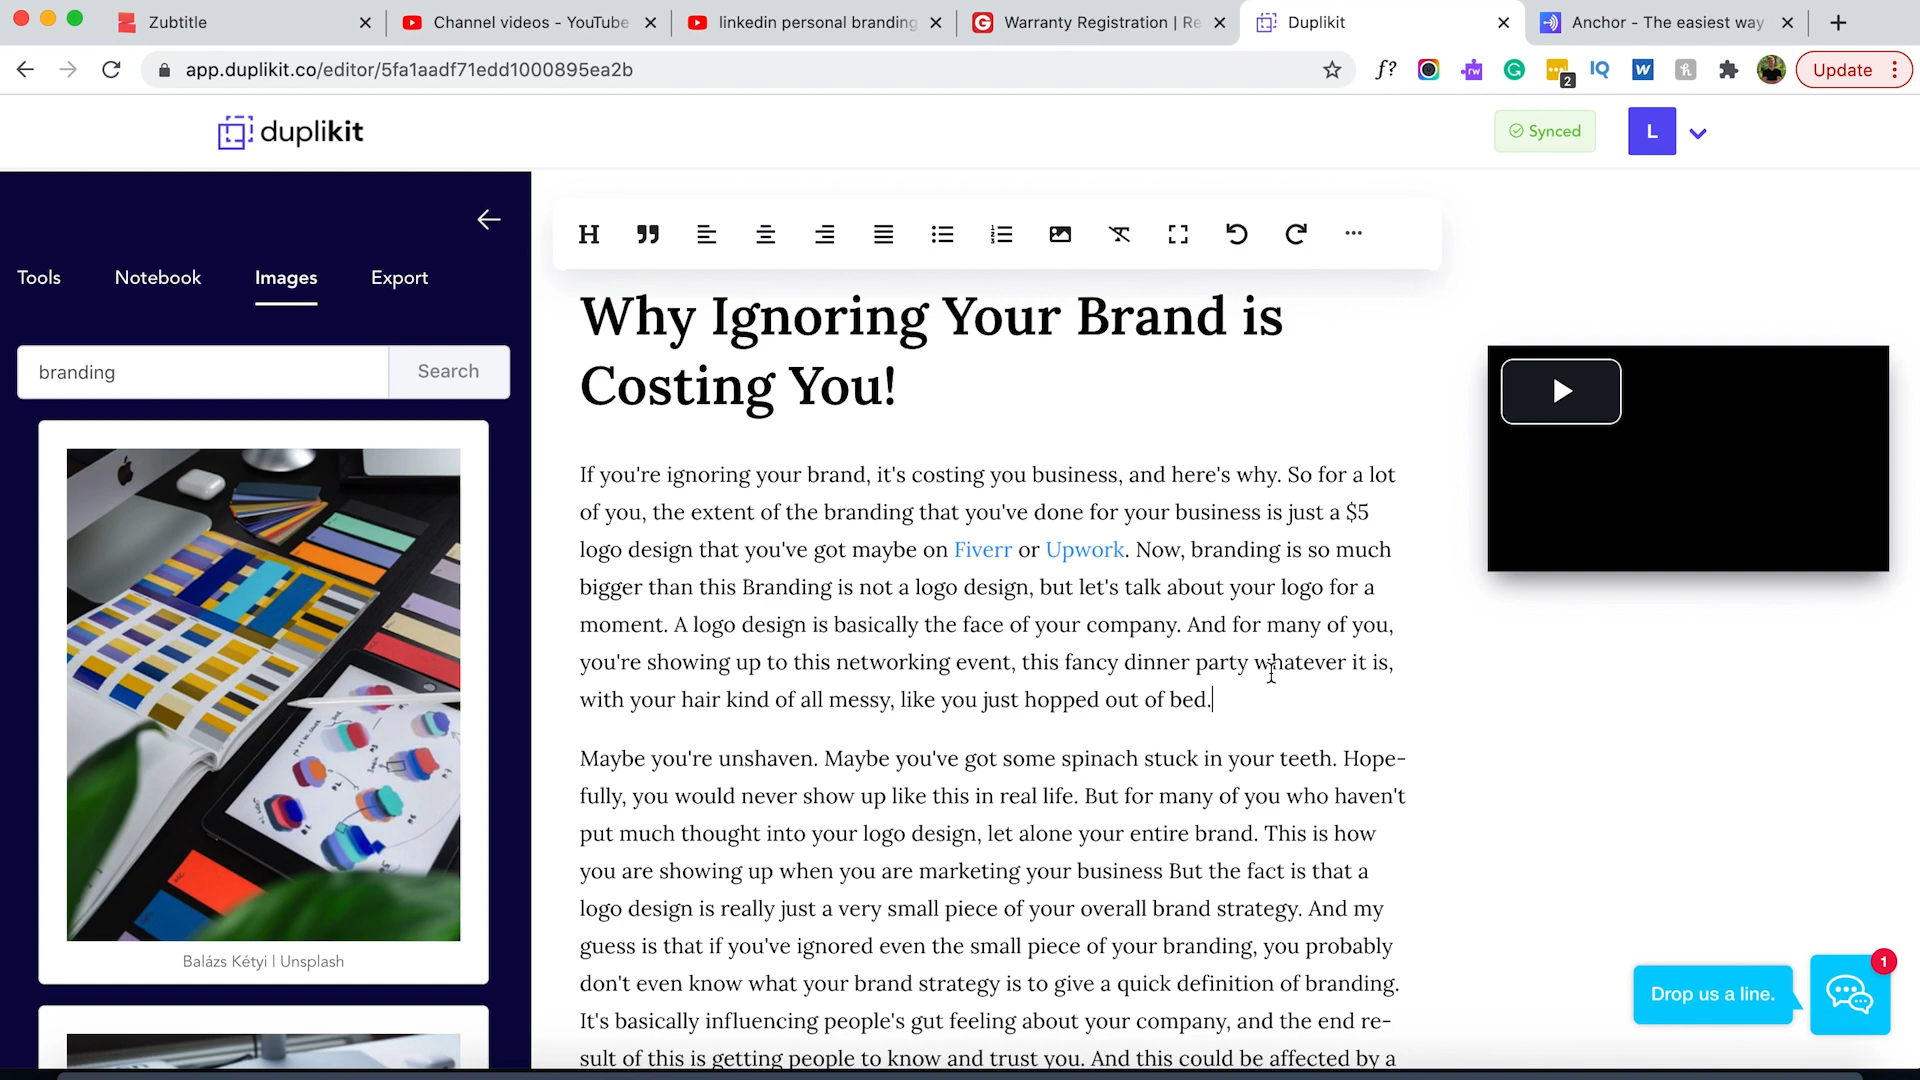 Zubtitle
Channel videos - YouTube
linkedin personal branding
Warranty Registration | Re
Duplikit
Anchor - The easiest way
app.duplikit.co/editor/5fa1aadf71edd1000895ea2b
f?
rw
2
IQ
W
Update
duplikit
Synced
L
Tools
Notebook
Images
Export
branding
Search
Balázs Kétyi | Unsplash
H
Why Ignoring Your Brand is
Costing You!
If you're ignoring your brand, it's costing you business, and here's why. So for a lot
of you, the extent of the branding that you've done for your business is just a $5
logo design that you've got maybe on Fiverr or Upwork. Now, branding is so much
bigger than this Branding is not a logo design, but let's talk about your logo for a
moment. A logo design is basically the face of your company. And for many of you,
you're showing up to this networking event, this fancy dinner party whatever it is,
with your hair kind of all messy, like you just hopped out of bed.
Maybe you're unshaven. Maybe you've got some spinach stuck in your teeth. Hope-
fully, you would never show up like this in real life. But for many of you who haven't
put much thought into your logo design, let alone your entire brand. This is how
you are showing up when you are marketing your business But the fact is that a
logo design is really just a very small piece of your overall brand strategy. And my
guess is that if you've ignored even the small piece of your branding, you probably
don't even know what your brand strategy is to give a quick definition of branding.
It's basically influencing people's gut feeling about your company, and the end re-
sult of this is getting people to know and trust you. And this could be affected by a
Drop us a line.
1